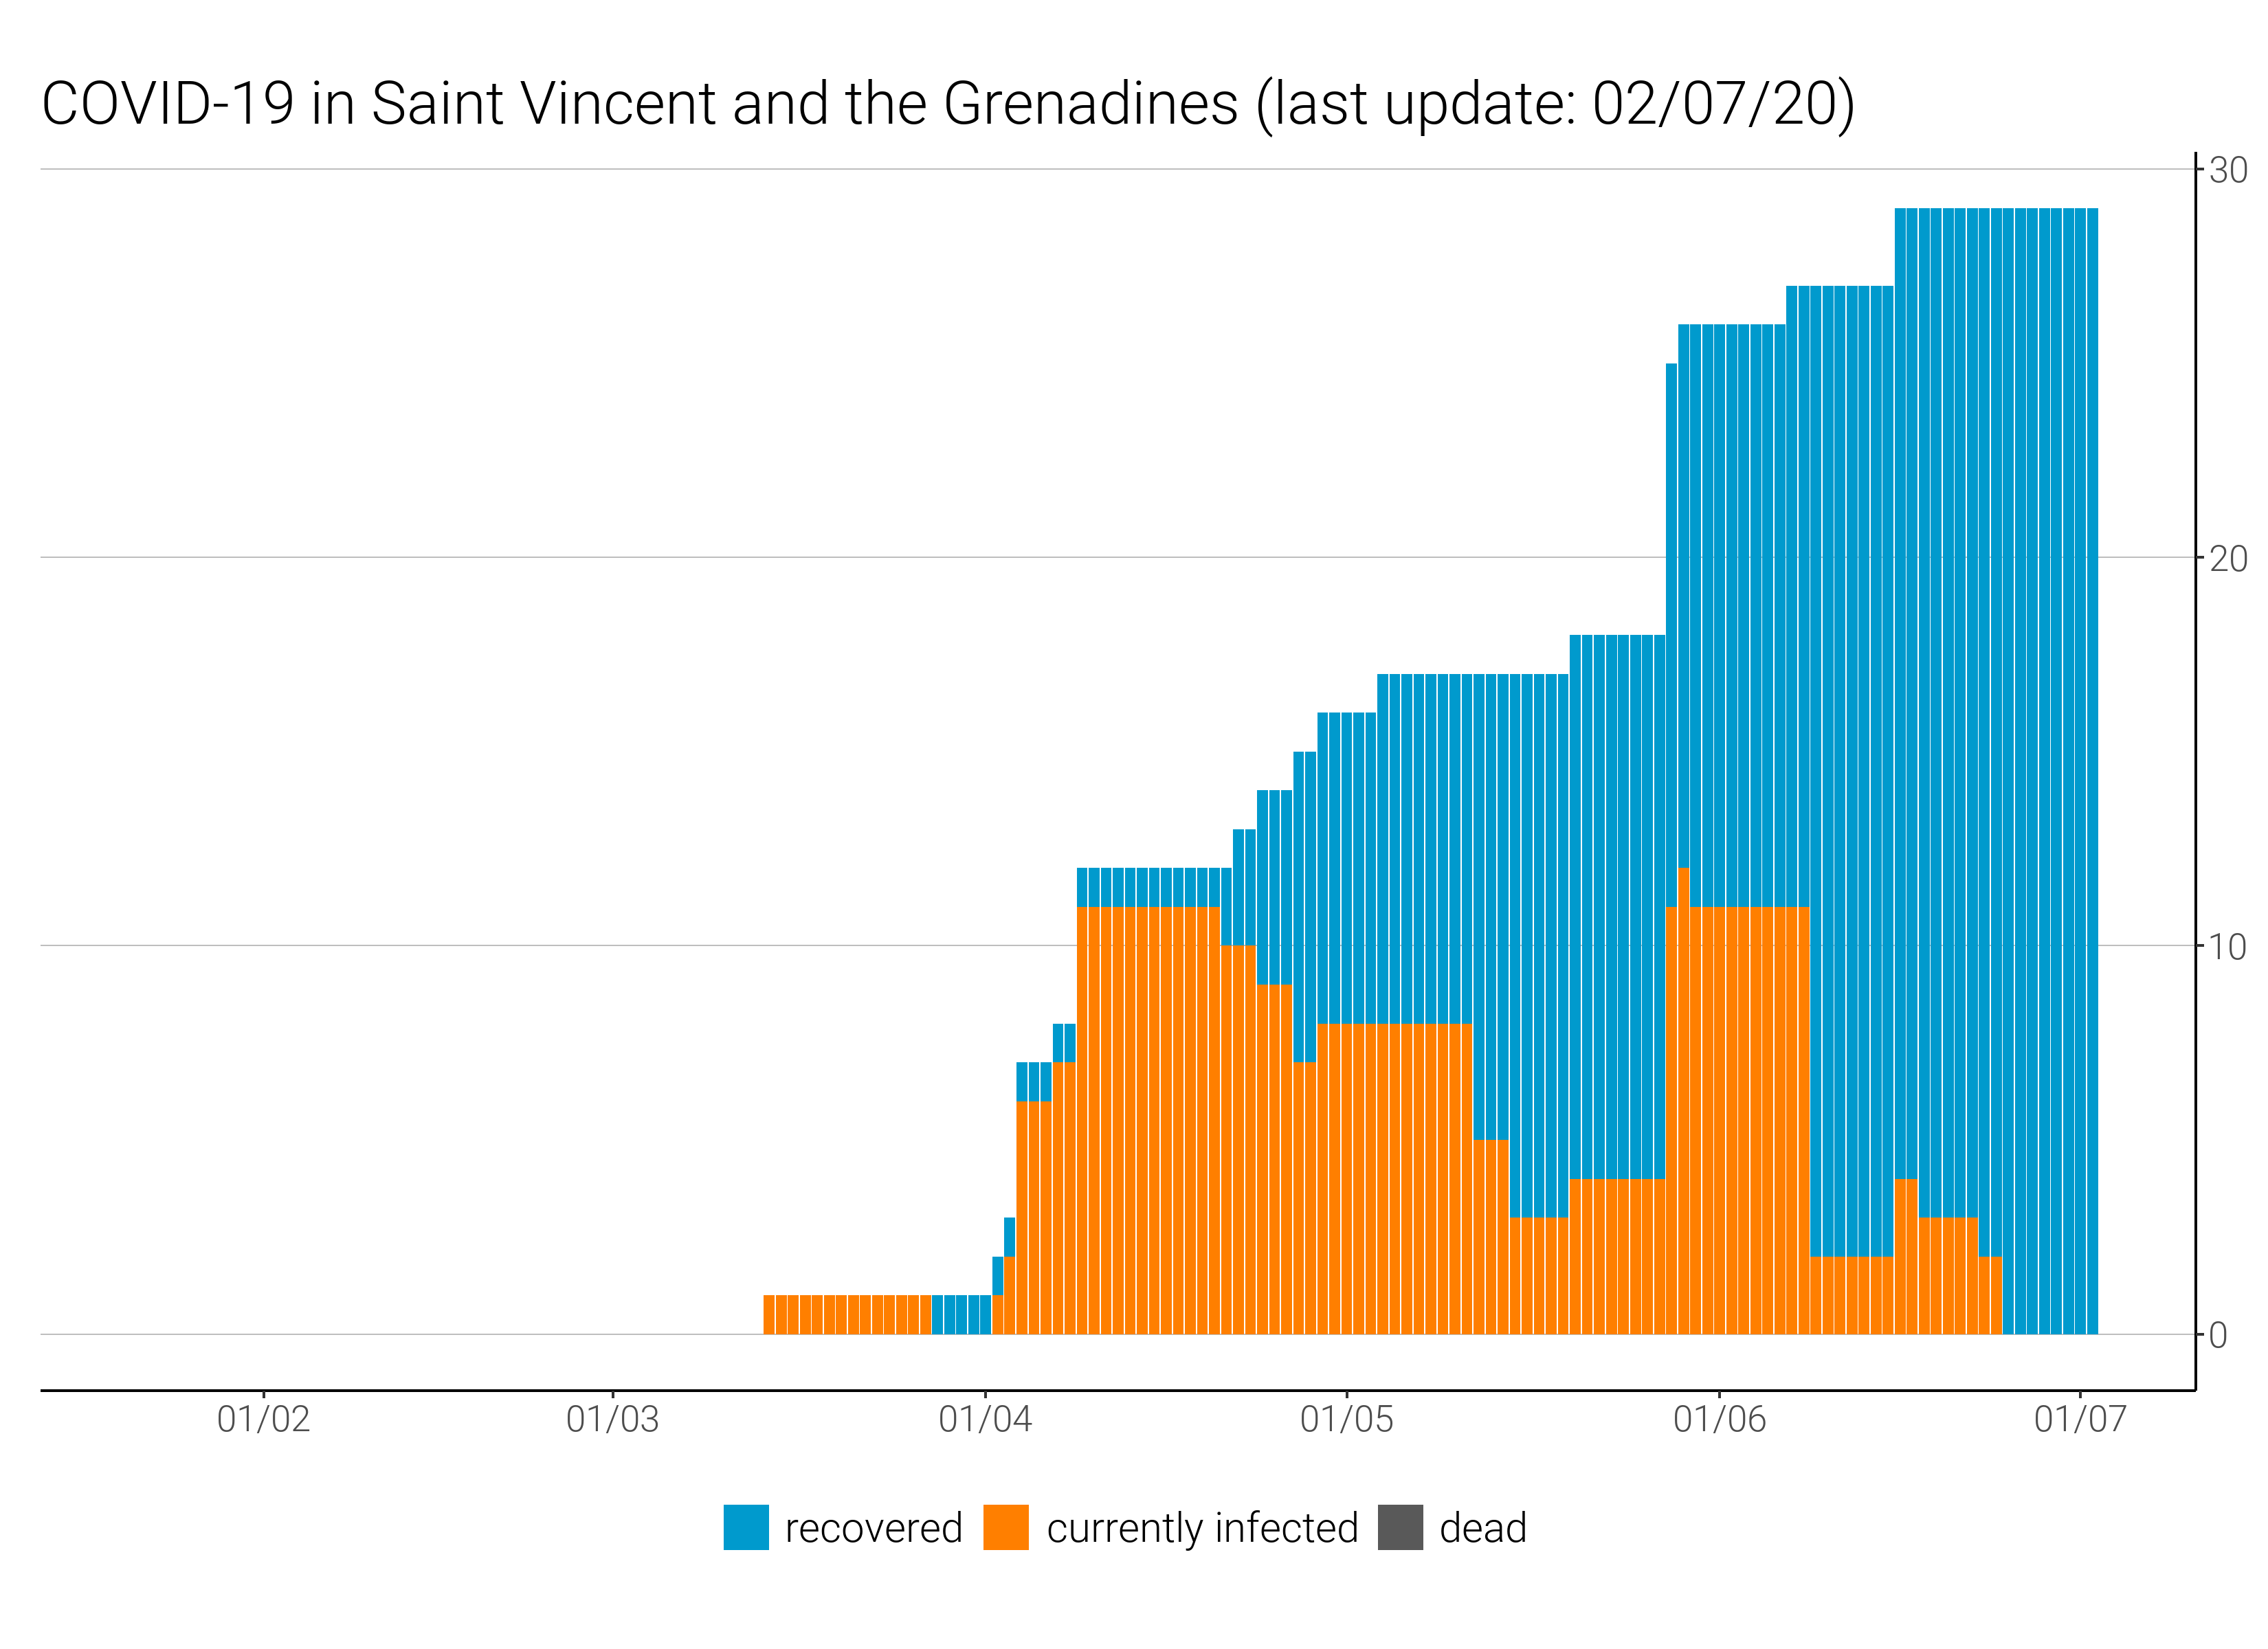 COVID-19 in Saint Vincent and the Grenadines (last update: 02/07/20)
30
20
10
0
01/02 01/03 01/04 01/05 01/06 01/07
recovered currently infected dead